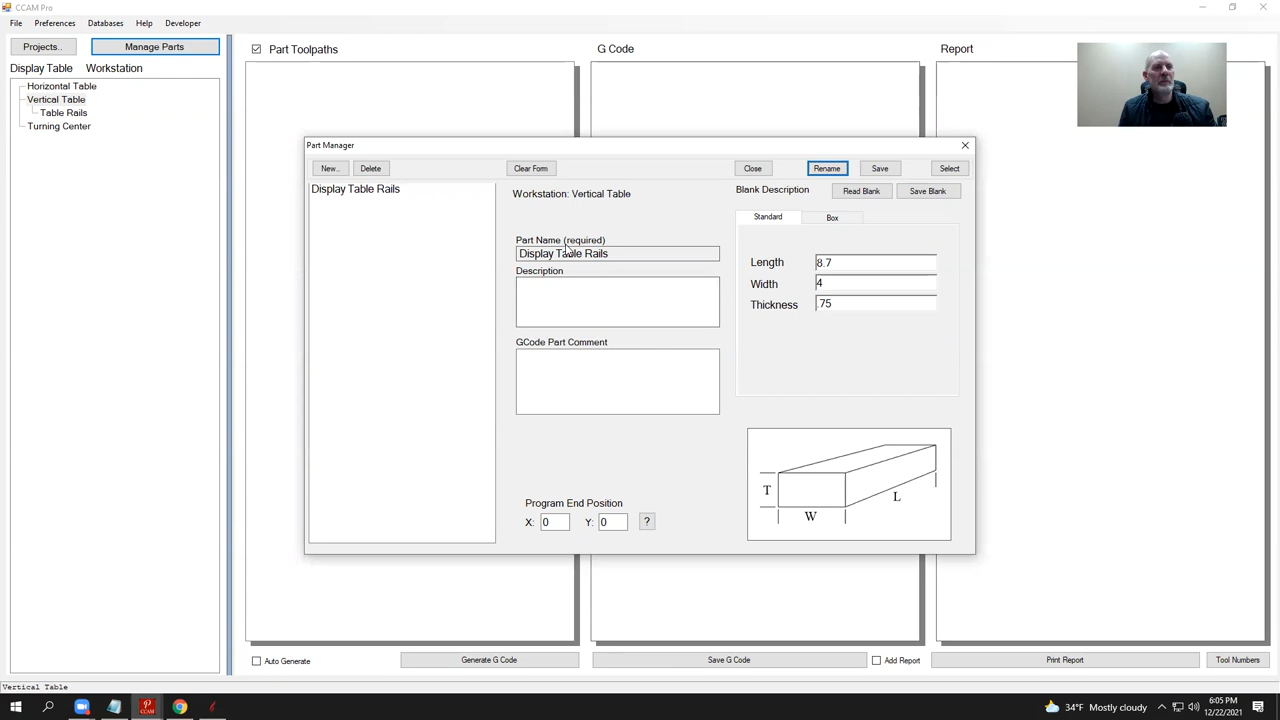 CCAM Pro
File Preferences Databases Help Developer
Projects.. Manage Parts
Display Table Workstation
Horizontal Table
Vertical Table
Table Rails
Turning Center
Part Toolpaths
G Code
Report
Part Manager
New... Delete Clear Form Close Rename Save Select
Display Table Rails
Workstation: Vertical Table
Part Name (required)
Display Table Rails
Description
GCode Part Comment
Program End Position
X: 0 Y: 0 ?
Blank Description Read Blank Save Blank
Standard Box
Length 8.7
Width 4
Thickness .75
T
W
L
Auto Generate Generate G Code Save G Code Add Report Print Report Tool Numbers
Vertical Table
34°F Mostly cloudy
6:05 PM
12/22/2021